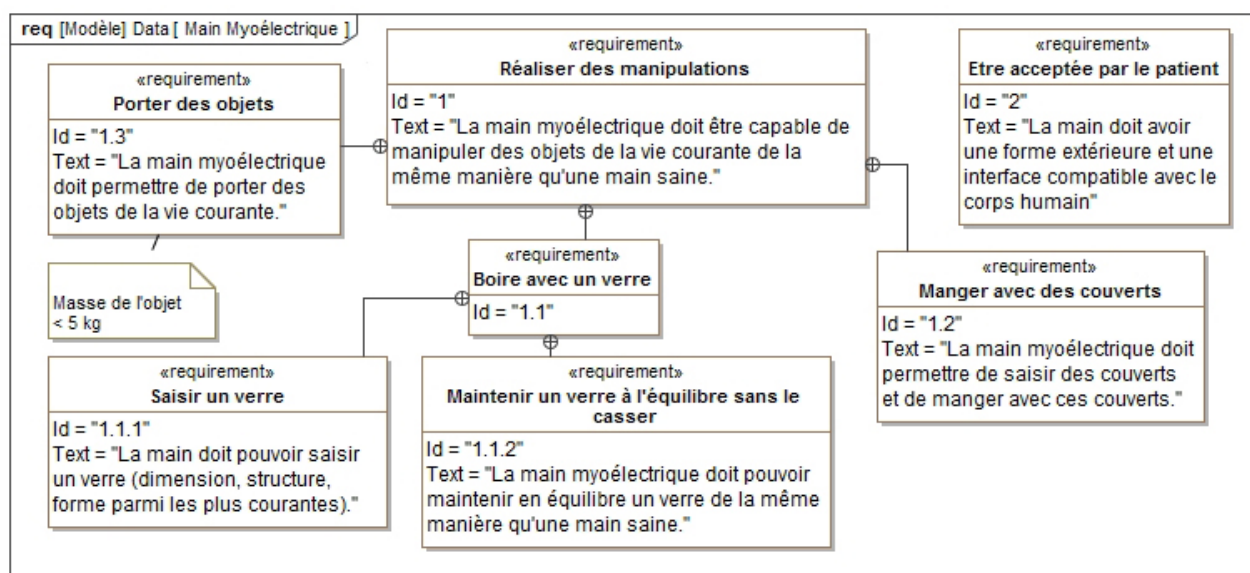 req [Modèle] Data [ Main Myoélectrique ]
«requirement»
Porter des objets
Id = "1.3"
Text = "La main myoélectrique
doit permettre de porter des
objets de la vie courante."
Masse de l'objet
< 5 kg
«requirement»
Réaliser des manipulations
Id = "1"
Text = "La main myoélectrique doit être capable de
manipuler des objets de la vie courante de la
même manière qu'une main saine."
«requirement»
Etre acceptée par le patient
Id = "2"
Text = "La main doit avoir
une forme extérieure et une
interface compatible avec le
corps humain"
«requirement»
Boire avec un verre
Id = "1.1"
«requirement»
Manger avec des couverts
Id = "1.2"
Text = "La main myoélectrique doit
permettre de saisir des couverts
et de manger avec ces couverts."
«requirement»
Saisir un verre
Id = "1.1.1"
Text = "La main doit pouvoir saisir
un verre (dimension, structure,
forme parmi les plus courantes)."
«requirement»
Maintenir un verre à l'équilibre sans le
casser
Id = "1.1.2"
Text = "La main myoélectrique doit pouvoir
maintenir en équilibre un verre de la même
manière qu'une main saine."